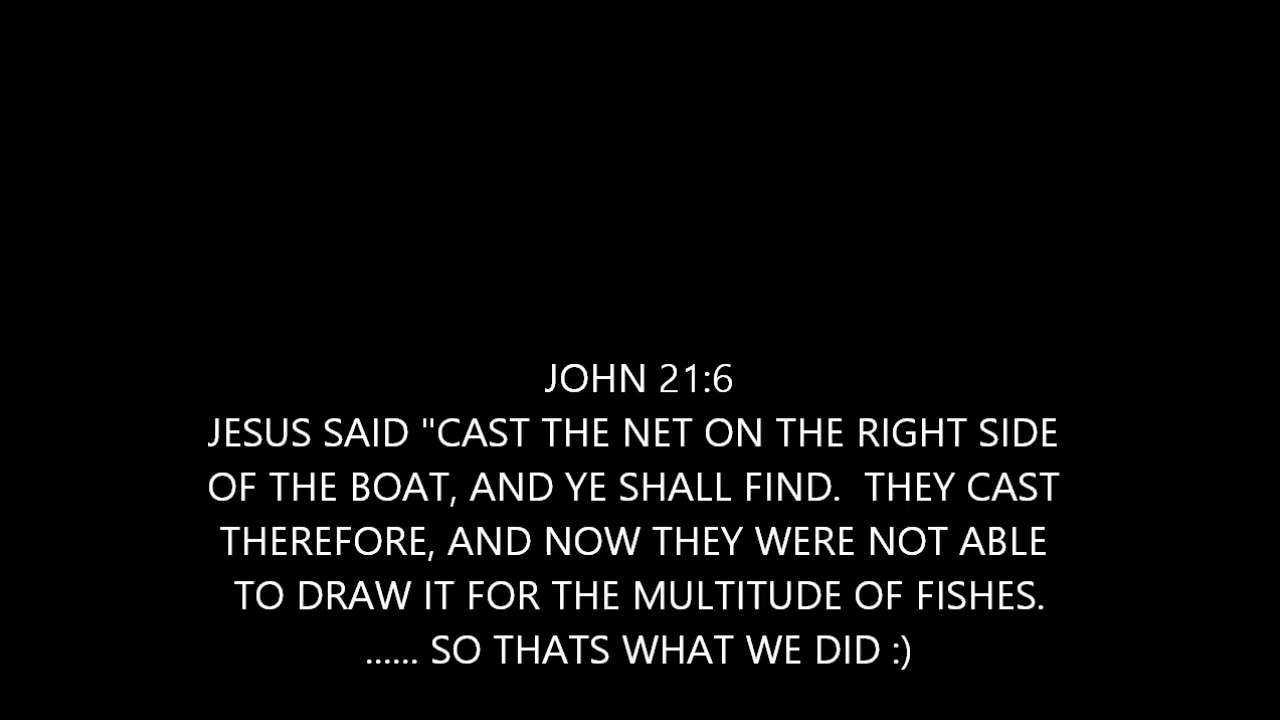 JOHN 21:6
JESUS SAID "CAST THE NET ON THE RIGHT SIDE
OF THE BOAT, AND YE SHALL FIND.  THEY CAST
THEREFORE, AND NOW THEY WERE NOT ABLE
TO DRAW IT FOR THE MULTITUDE OF FISHES.
...... SO THATS WHAT WE DID :)